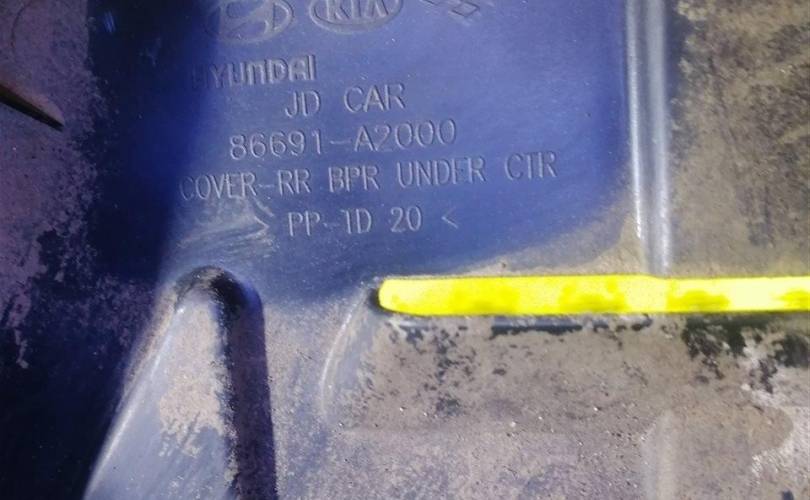 KIA
HYUNDAI
JD CAR
86691-A2000
COVER-RR BPR UNDER CTR
> PP-TD 20 <